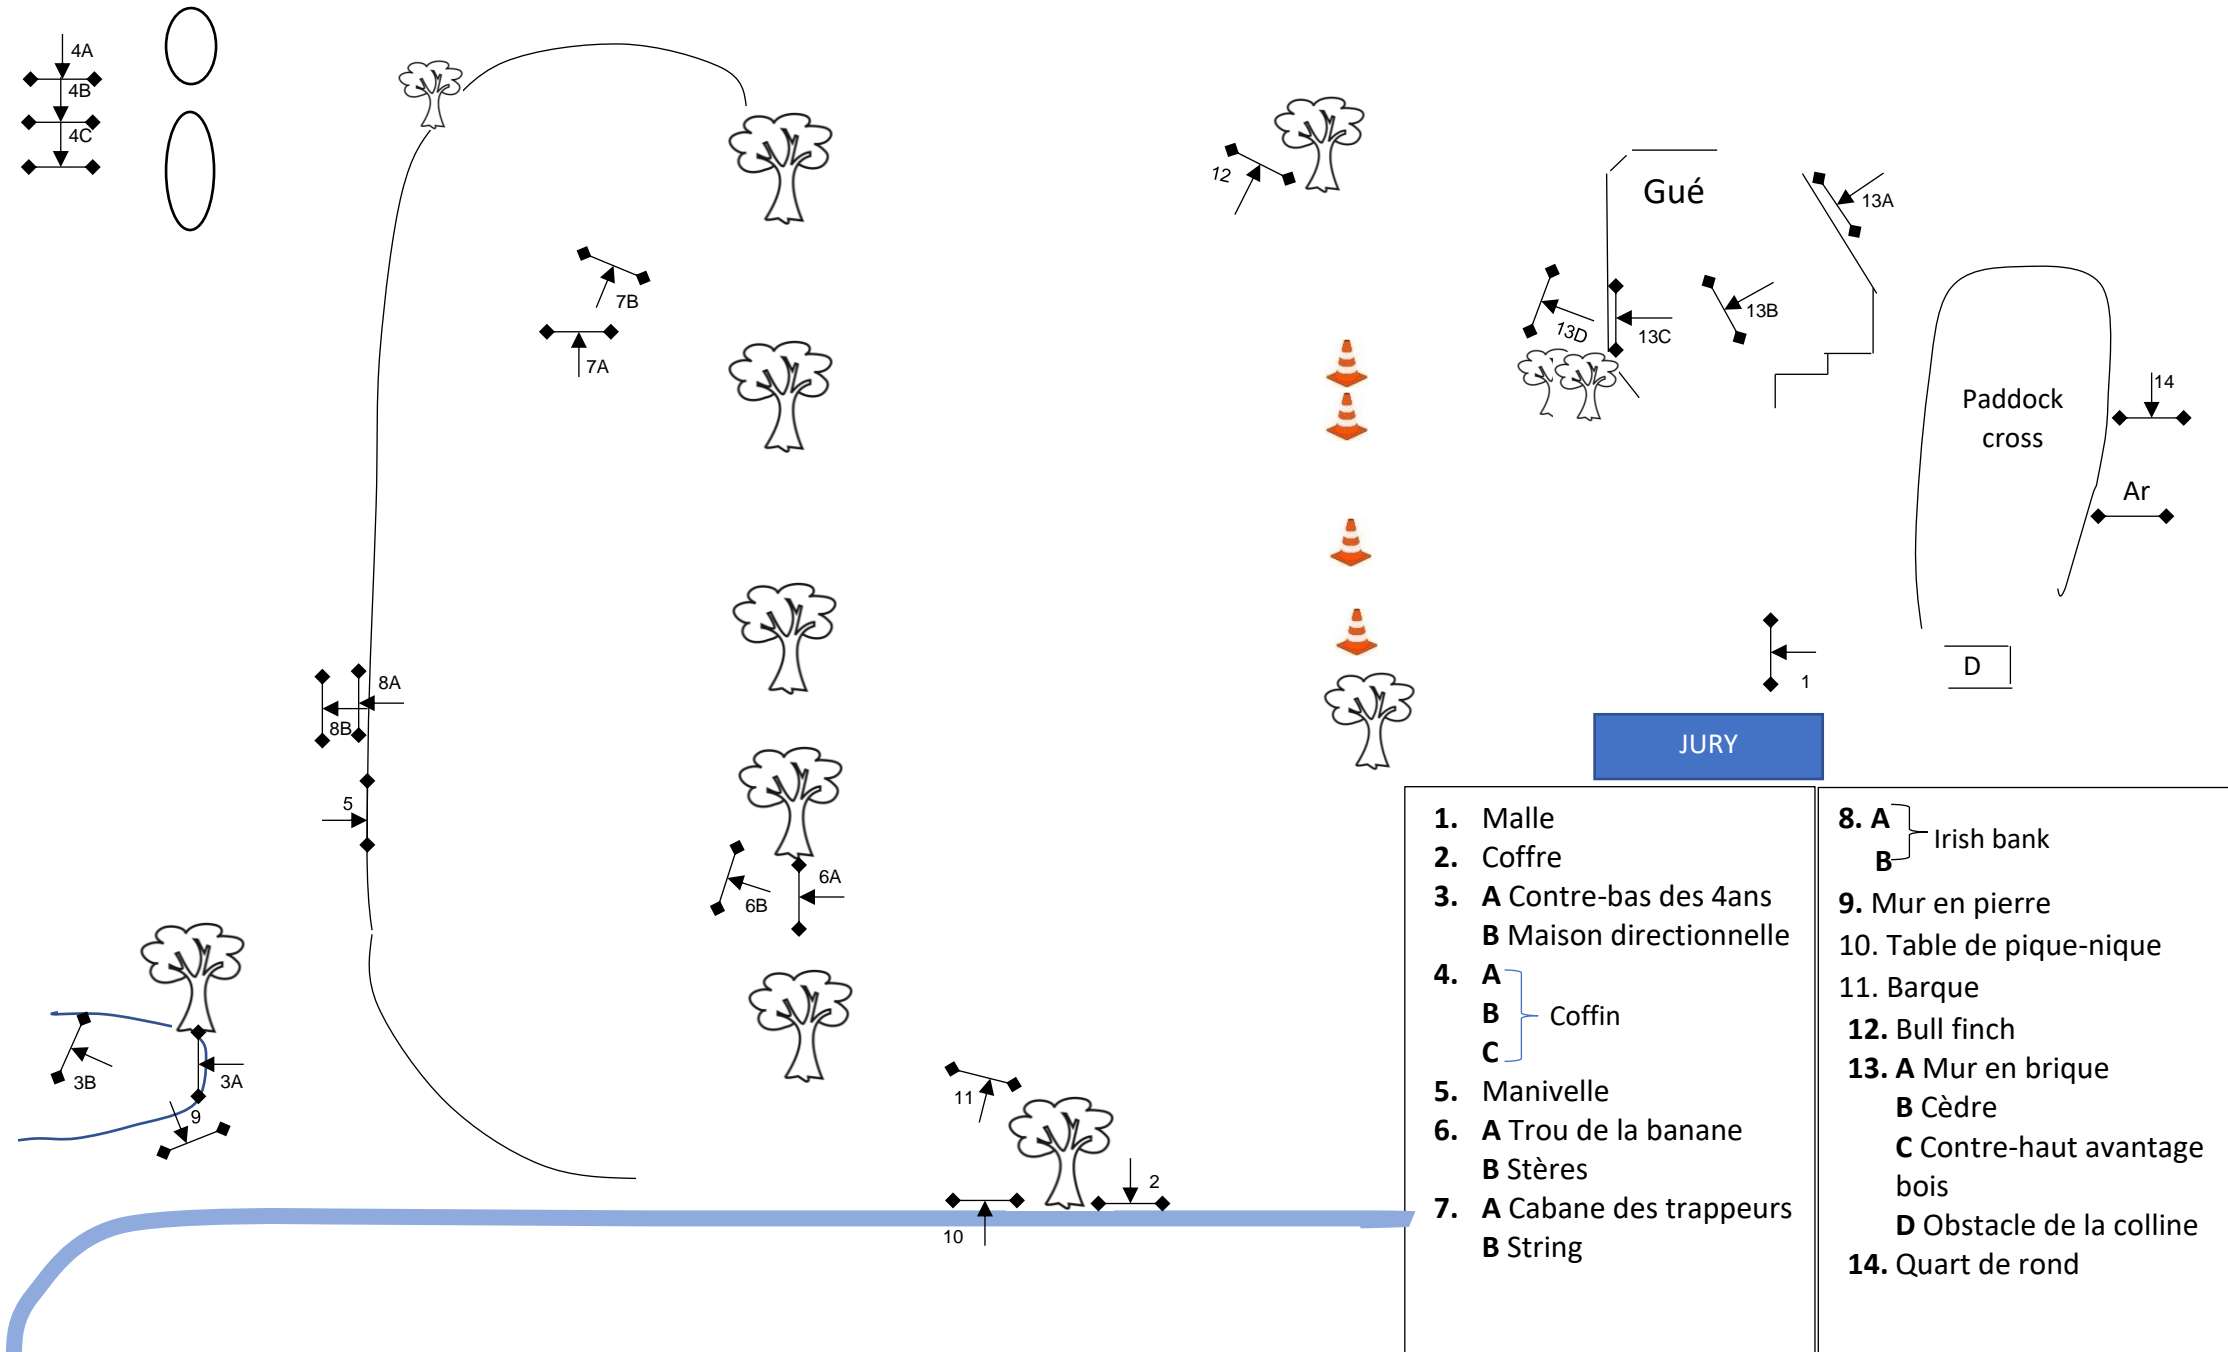 4A
4B
4C
12
Gué
13A
7B
13B
7A
13D
13C
14
Paddock
cross
Ar
D
8A
1
8B
JURY
5
6A
6B
3B
3A
9
11
2
10
1. Malle
2. Coffre
3. A Contre-bas des 4ans
B Maison directionnelle
4. A
B
Coffin
C
5. Manivelle
6. A Trou de la banane
B Stères
7. A Cabane des trappeurs
B String
8. A
Irish bank
B
9. Mur en pierre
10. Table de pique-nique
11. Barque
12. Bull finch
13. A Mur en brique
B Cèdre
C Contre-haut avantage
bois
D Obstacle de la colline
14. Quart de rond